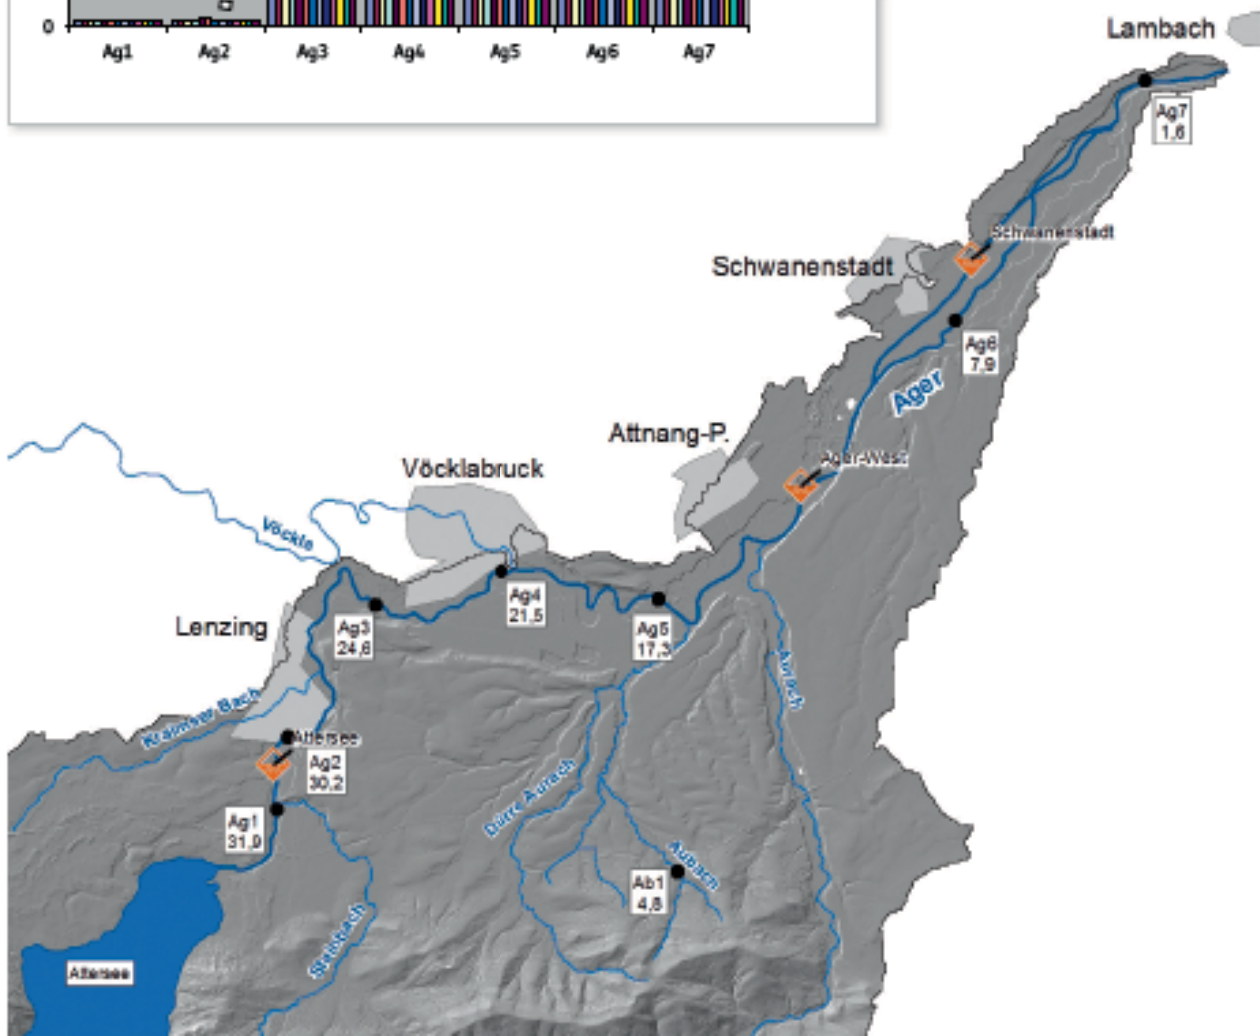 0
Ag1 Ag2 Ag3 Ag4 Ag5 Ag6 Ag7
Lambach
Ag7
1,6
Schwanenstadt
Schwanenstadt
Ag6
7,9
Ager
Attnang-P.
Ager-West
Vöcklabruck
Vöckla
Ag4
21,5
Ag5
17,3
Ag3
24,6
Lenzing
Aurach
Kraimser Bach
Attersee
Ag2
30,2
Dürre Aurach
Ag1
31,9
Aubach
Ab1
4,8
Steinbach
Attersee